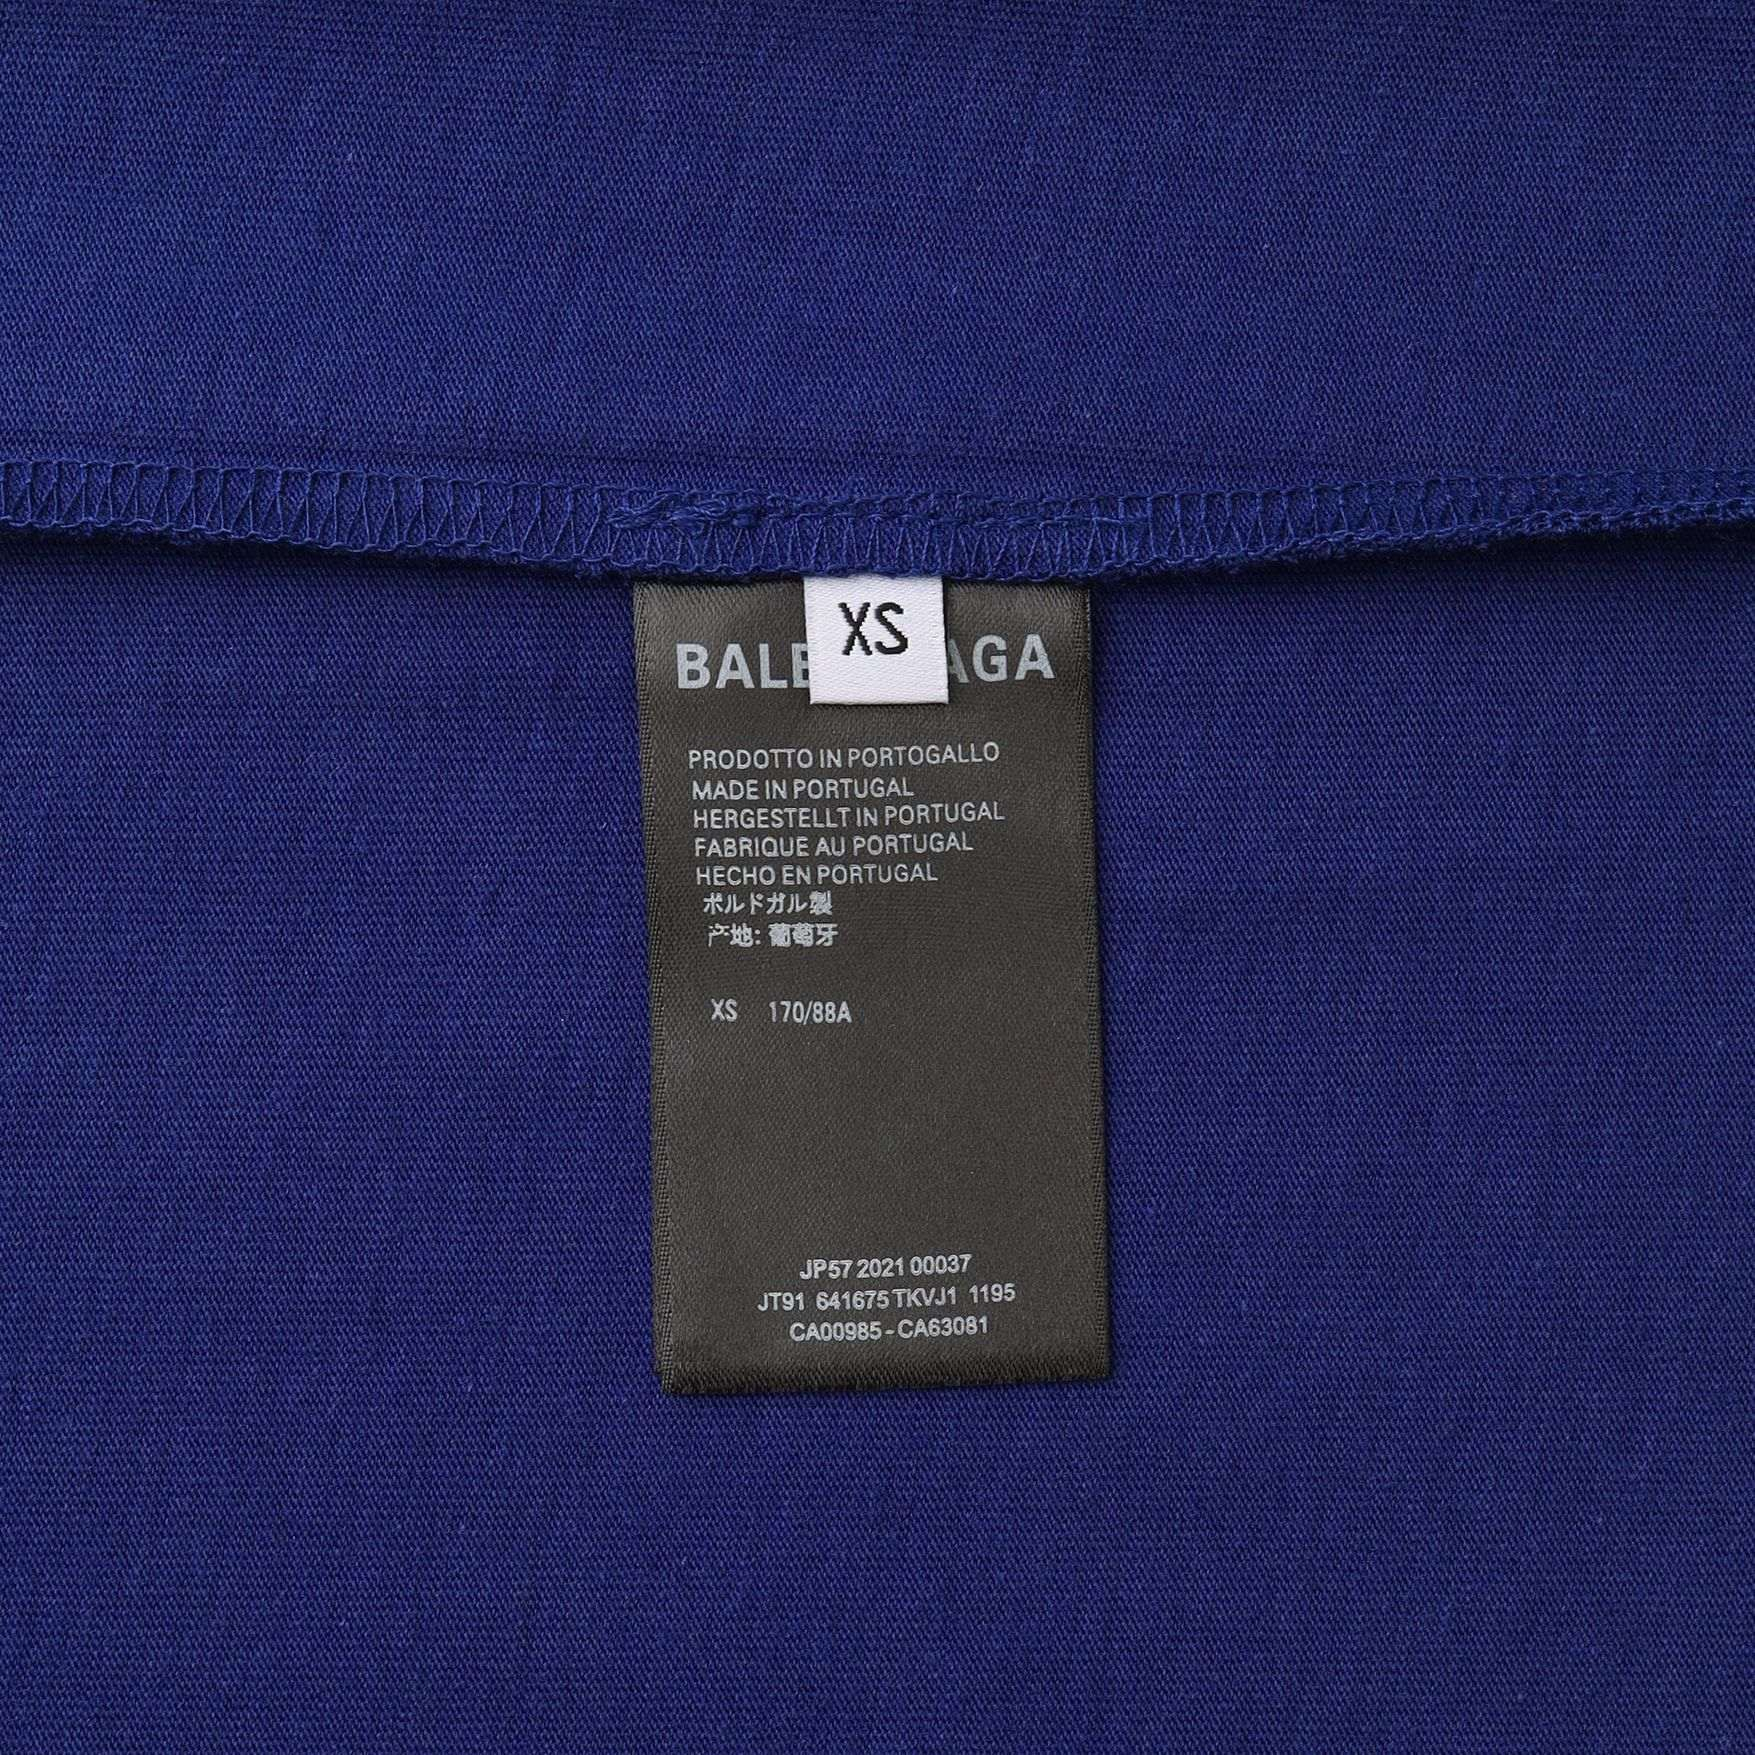 XS
BALE AGA
PRODOTTO IN PORTOGALLO
MADE IN PORTUGAL
HERGESTELLT IN PORTUGAL
FABRIQUE AU PORTUGAL
HECHO EN PORTUGAL
ポルドガル製
产地: 葡萄牙
XS 170/88A
JP57 2021 00037
JT91 641675 TKVJ1 1195
CA00985 - CA63081